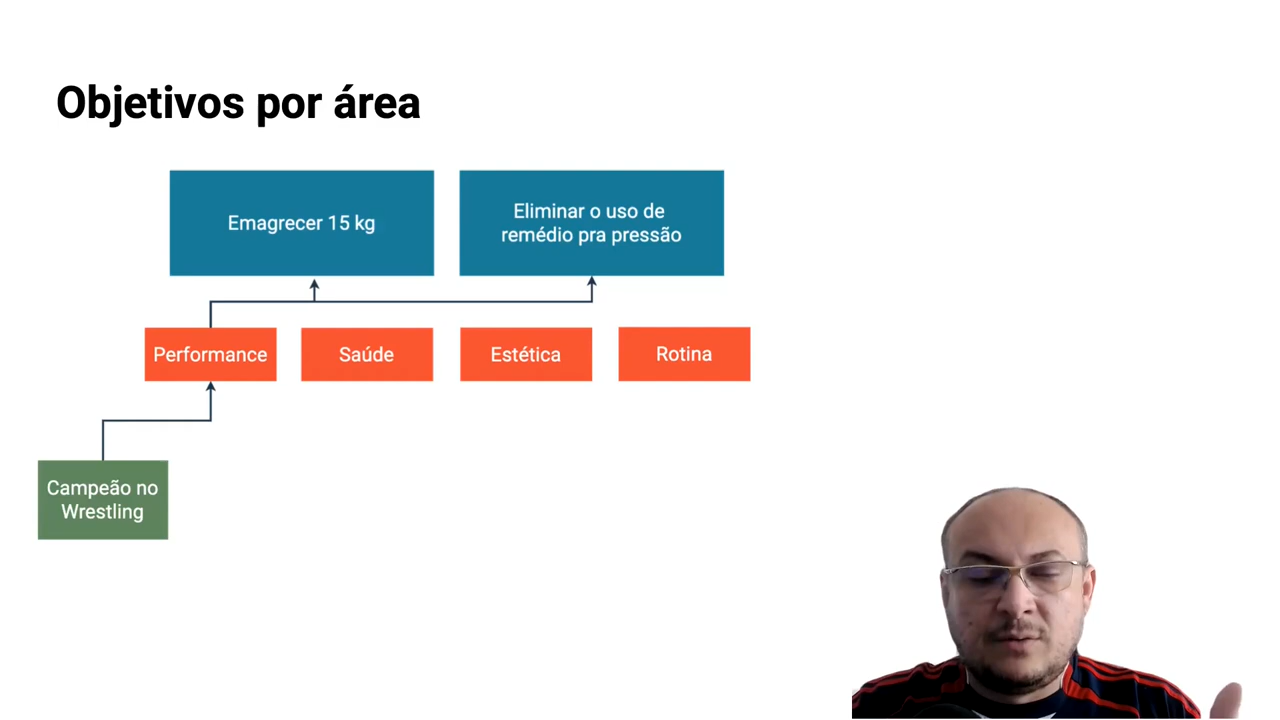 Objetivos por área
Emagrecer 15 kg
Eliminar o uso de
remédio pra pressão
Performance
Saúde
Estética
Rotina
Campeão no
Wrestling